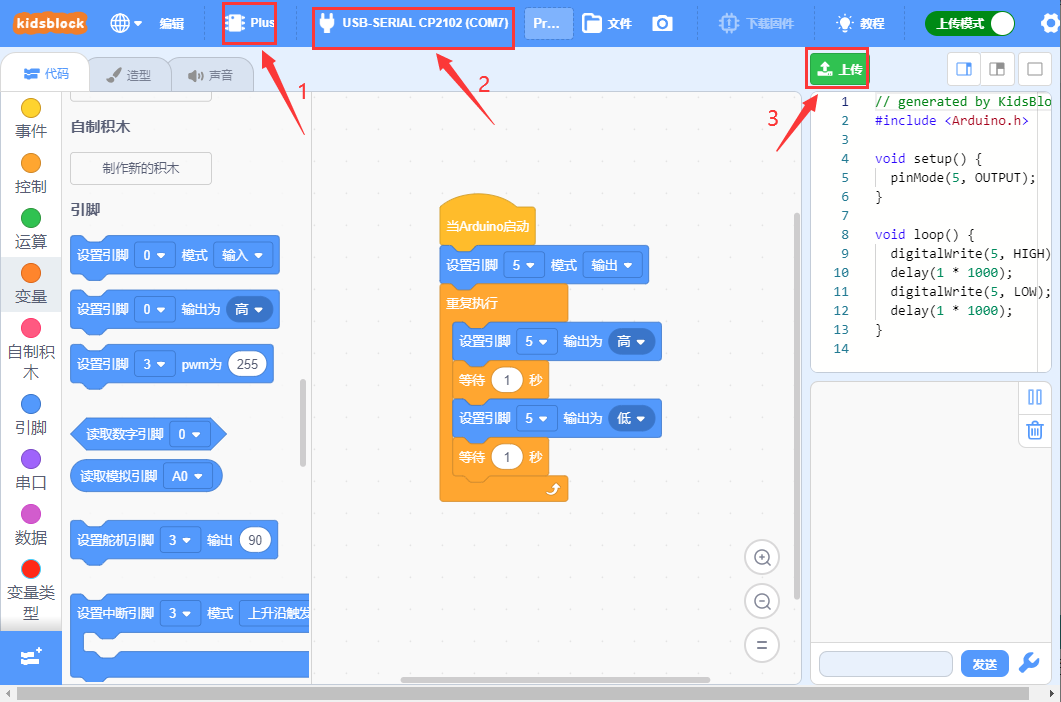 kidsblock
编辑
Plus
USB-SERIAL CP2102 (COM7)
Pr...
文件
下载固件
教程
上传模式
1
2
3
代码
造型
声音
上传
事件
控制
运算
变量
自制积
木
引脚
串口
数据
变量类
型
自制积木
制作新的积木
引脚
设置引脚 0 模式 输入
设置引脚 0 输出为 高
设置引脚 3 pwm为 255
读取数字引脚 0
读取模拟引脚 A0
设置舵机引脚 3 输出 90
设置中断引脚 3 模式 上升沿触发
当Arduino启动
设置引脚 5 模式 输出
重复执行
设置引脚 5 输出为 高
等待 1 秒
设置引脚 5 输出为 低
等待 1 秒
1 // generated by KidsBlo
2 #include <Arduino.h>
3
4 void setup() {
5 pinMode(5, OUTPUT);
6 }
7
8 void loop() {
9 digitalWrite(5, HIGH)
10 delay(1 * 1000);
11 digitalWrite(5, LOW);
12 delay(1 * 1000);
13 }
14
发送